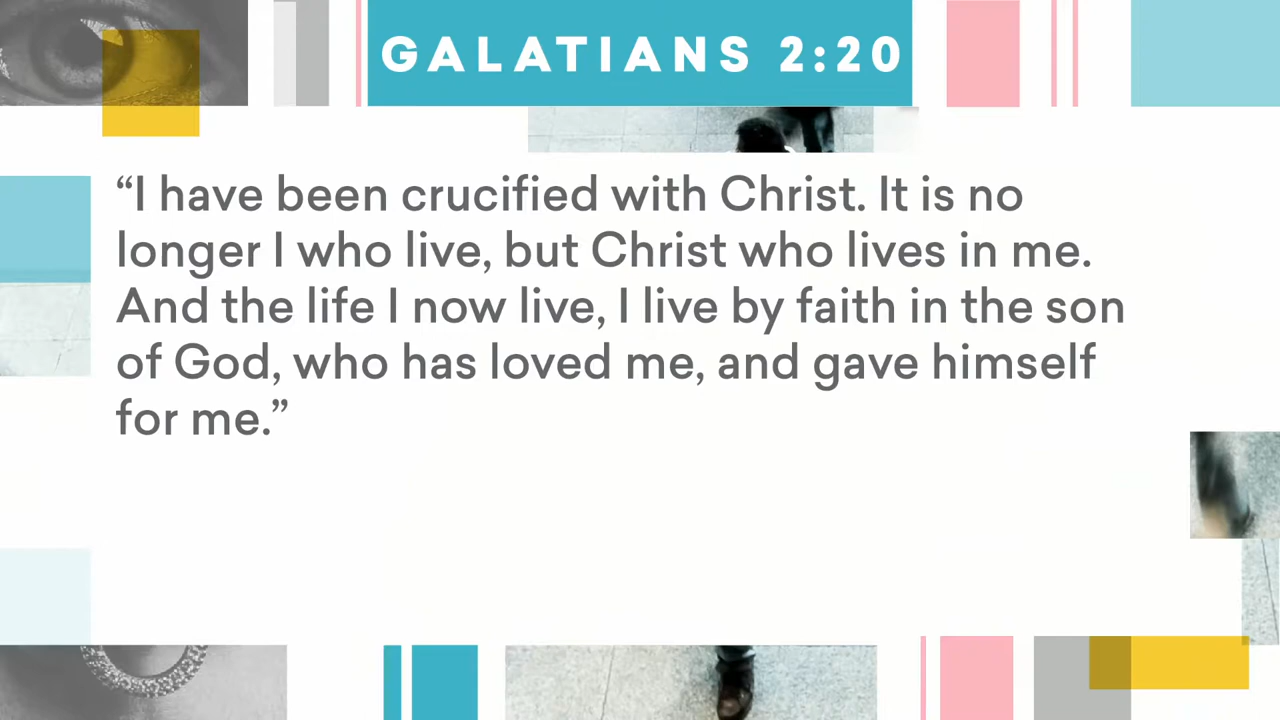 GALATIANS 2:20
“I have been crucified with Christ. It is no
longer I who live, but Christ who lives in me.
And the life I now live, I live by faith in the son
of God, who has loved me, and gave himself
for me.”